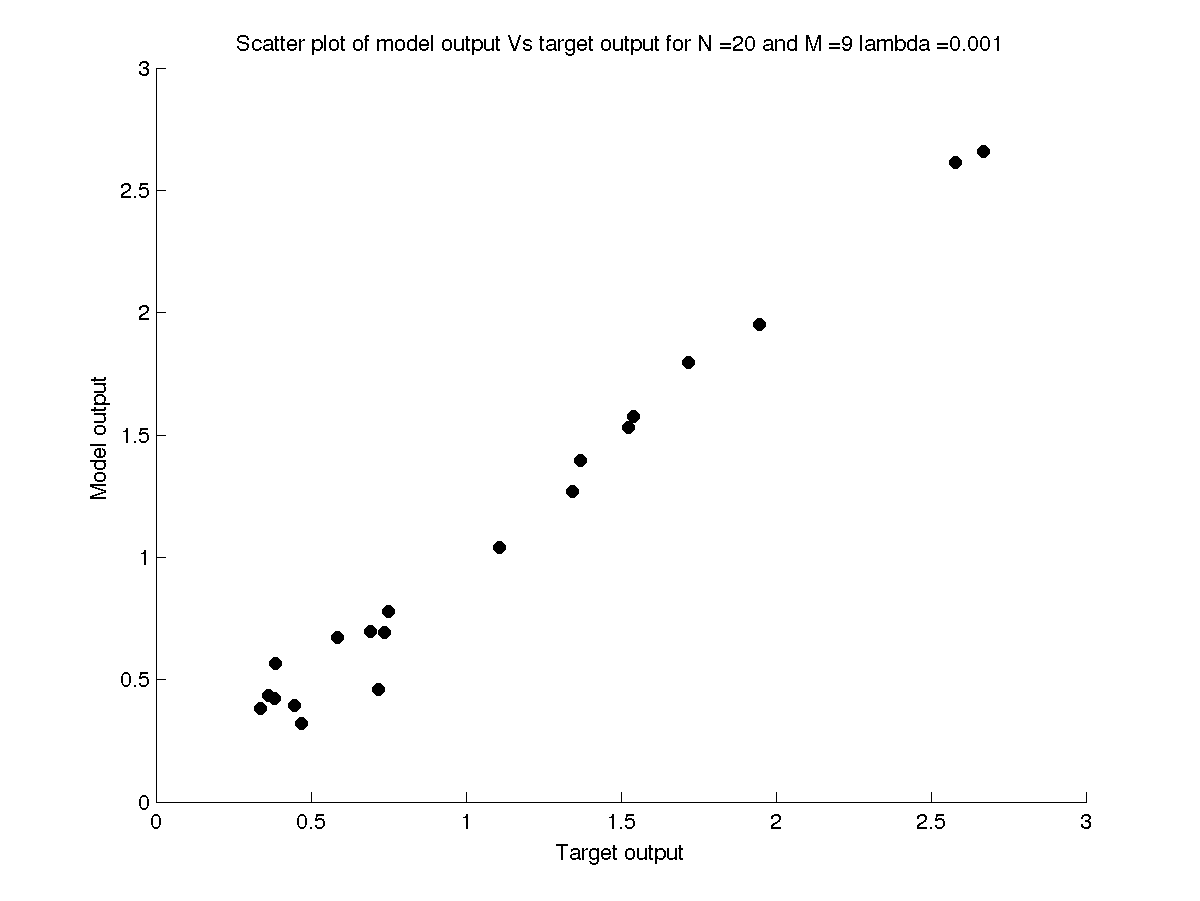 Scatter plot of model output Vs target output for N =20 and M =9 lambda =0.001
3
2.5
2
1.5
1
0.5
0
Model output
0 0.5 1 1.5 2 2.5 3
Target output